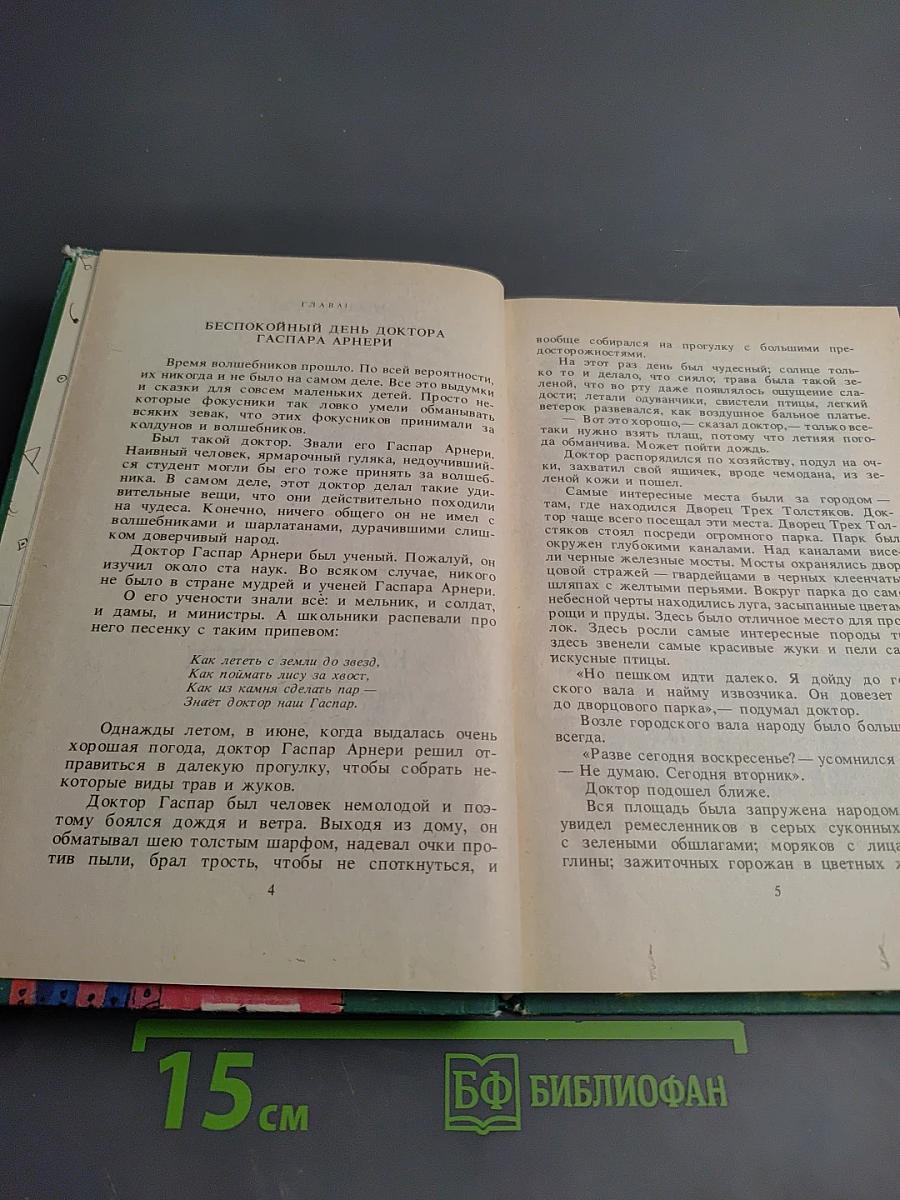 ГЛАВА I
БЕСПОКОЙНЫЙ ДЕНЬ ДОКТОРА
ГАСПАРА АРНЕРИ
Время волшебников прошло. По всей вероятности,
их никогда и не было на самом деле. Все это выдумки
и сказки для совсем маленьких детей. Просто не-
которые фокусники так ловко умели обманывать
всяких зевак, что этих фокусников принимали за
колдунов и волшебников.
Был такой доктор. Звали его Гаспар Арнери.
Наивный человек, ярмарочный гуляка, недоучивший-
ся студент могли бы его тоже принять за волшеб-
ника. В самом деле, этот доктор делал такие уди-
вительные вещи, что они действительно походили
на чудеса. Конечно, ничего общего он не имел с
волшебниками и шарлатанами, дурачившими слиш-
ком доверчивый народ.
Доктор Гаспар Арнери был ученый. Пожалуй, он
изучил около ста наук. Во всяком случае, никого
не было в стране мудрей и ученей Гаспара Арнери.
О его учености знали всё: и мельник, и солдат,
и дамы, и министры. А школьники распевали про
него песенку с таким припевом:
Как лететь с земли до звезд,
Как поймать лису за хвост,
Как из камня сделать пар —
Знает доктор наш Гаспар.
Однажды летом, в июне, когда выдалась очень
хорошая погода, доктор Гаспар Арнери решил от-
правиться в далекую прогулку, чтобы собрать не-
которые виды трав и жуков.
Доктор Гаспар был человек немолодой и поэ-
тому боялся дождя и ветра. Выходя из дому, он
обматывал шею толстым шарфом, надевал очки про-
тив пыли, брал трость, чтобы не споткнуться, и
4
вообще собирался на прогулку с большими пре-
досторожностями.
На этот раз день был чудесный; солнце толь-
ко то и делало, что сияло; трава была такой зе-
леной, что во рту даже появлялось ощущение сла-
дости; летали одуванчики, свистели птицы, легкий
ветерок развевался, как воздушное бальное платье.
— Вот это хорошо,— сказал доктор,— только все-
таки нужно взять плащ, потому что летняя пого-
да обманчива. Может пойти дождь.
Доктор распорядился по хозяйству, подул на оч-
ки, захватил свой ящичек, вроде чемодана, из зе-
леной кожи и пошел.
Самые интересные места были за городом —
там, где находился Дворец Трех Толстяков. Док-
тор чаще всего посещал эти места. Дворец Трех Тол-
стяков стоял посреди огромного парка. Парк был
окружен глубокими каналами. Над каналами висе-
ли черные железные мосты. Мосты охранялись двор-
цовой стражей — гвардейцами в черных клеенчаты
шляпах с желтыми перьями. Вокруг парка до само
небесной черты находились луга, засыпанные цветам
рощи и пруды. Здесь было отличное место для про
лок. Здесь росли самые интересные породы т
здесь звенели самые красивые жуки и пели са
искусные птицы.
«Но пешком идти далеко. Я дойду до го
ского вала и найму извозчика. Он довезет
до дворцового парка»,— подумал доктор.
Возле городского вала народу было больш
всегда.
«Разве сегодня воскресенье? — усомнился
— Не думаю. Сегодня вторник».
Доктор подошел ближе.
Вся площадь была запружена народом
увидел ремесленников в серых суконных
с зелеными обшлагами; моряков с лица
глины; зажиточных горожан в цветных ж
5
15 см
БФ БИБЛИОФАН